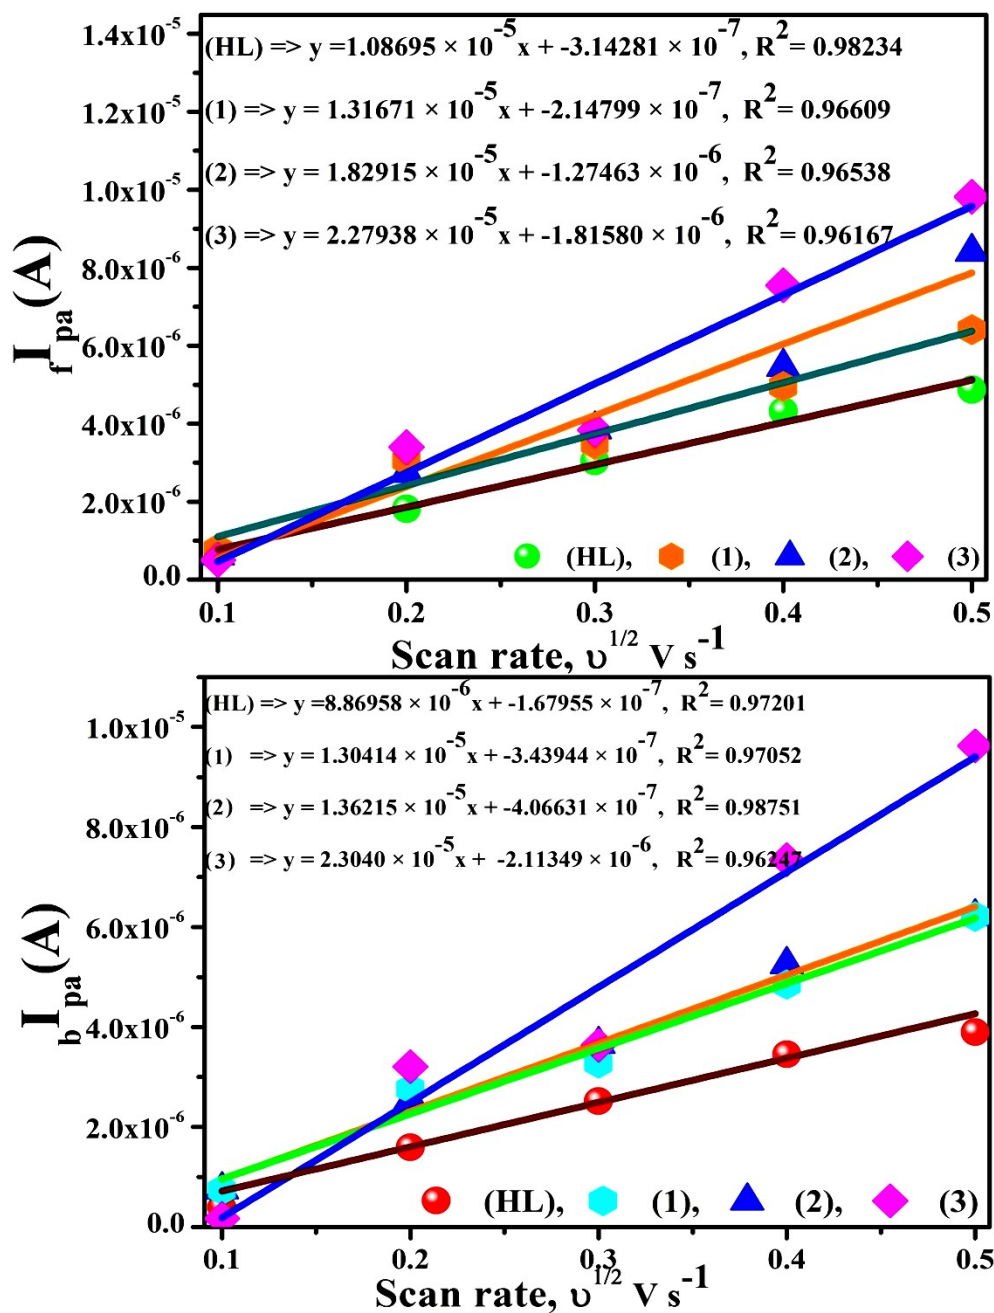 1.4x10⁻⁵
(HL) => y =1.08695 × 10⁻⁵x + -3.14281 × 10⁻⁷, R²= 0.98234
1.2x10⁻⁵
(1) => y = 1.31671 × 10⁻⁵x + -2.14799 × 10⁻⁷, R²= 0.96609
(2) => y = 1.82915 × 10⁻⁵x + -1.27463 × 10⁻⁶, R²= 0.96538
1.0x10⁻⁵
(3) => y = 2.27938 × 10⁻⁵x + -1.81580 × 10⁻⁶, R²= 0.96167
8.0x10⁻⁶
6.0x10⁻⁶
4.0x10⁻⁶
2.0x10⁻⁶
0.0
fIpa (A)
(HL), (1), (2), (3)
0.1 0.2 0.3 0.4 0.5
Scan rate, υ^1/2 V s⁻¹
(HL) => y =8.86958 × 10⁻⁶x + -1.67955 × 10⁻⁷, R²= 0.97201
1.0x10⁻⁵
(1) => y = 1.30414 × 10⁻⁵x + -3.43944 × 10⁻⁷, R²= 0.97052
(2) => y = 1.36215 × 10⁻⁵x + -4.06631 × 10⁻⁷, R²= 0.98751
8.0x10⁻⁶
(3) => y = 2.3040 × 10⁻⁵x + -2.11349 × 10⁻⁶, R²= 0.96247
6.0x10⁻⁶
4.0x10⁻⁶
2.0x10⁻⁶
0.0
bIpa (A)
(HL), (1), (2), (3)
0.1 0.2 0.3 0.4 0.5
Scan rate, υ^1/2 V s⁻¹